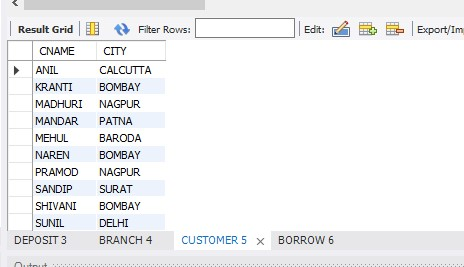 Result Grid Filter Rows: Edit: Export/Im
CNAME CITY
ANIL CALCUTTA
KRANTI BOMBAY
MADHURI NAGPUR
MANDAR PATNA
MEHUL BARODA
NAREN BOMBAY
PRAMOD NAGPUR
SANDIP SURAT
SHIVANI BOMBAY
SUNIL DELHI
DEPOSIT 3 BRANCH 4 CUSTOMER 5 × BORROW 6
Output